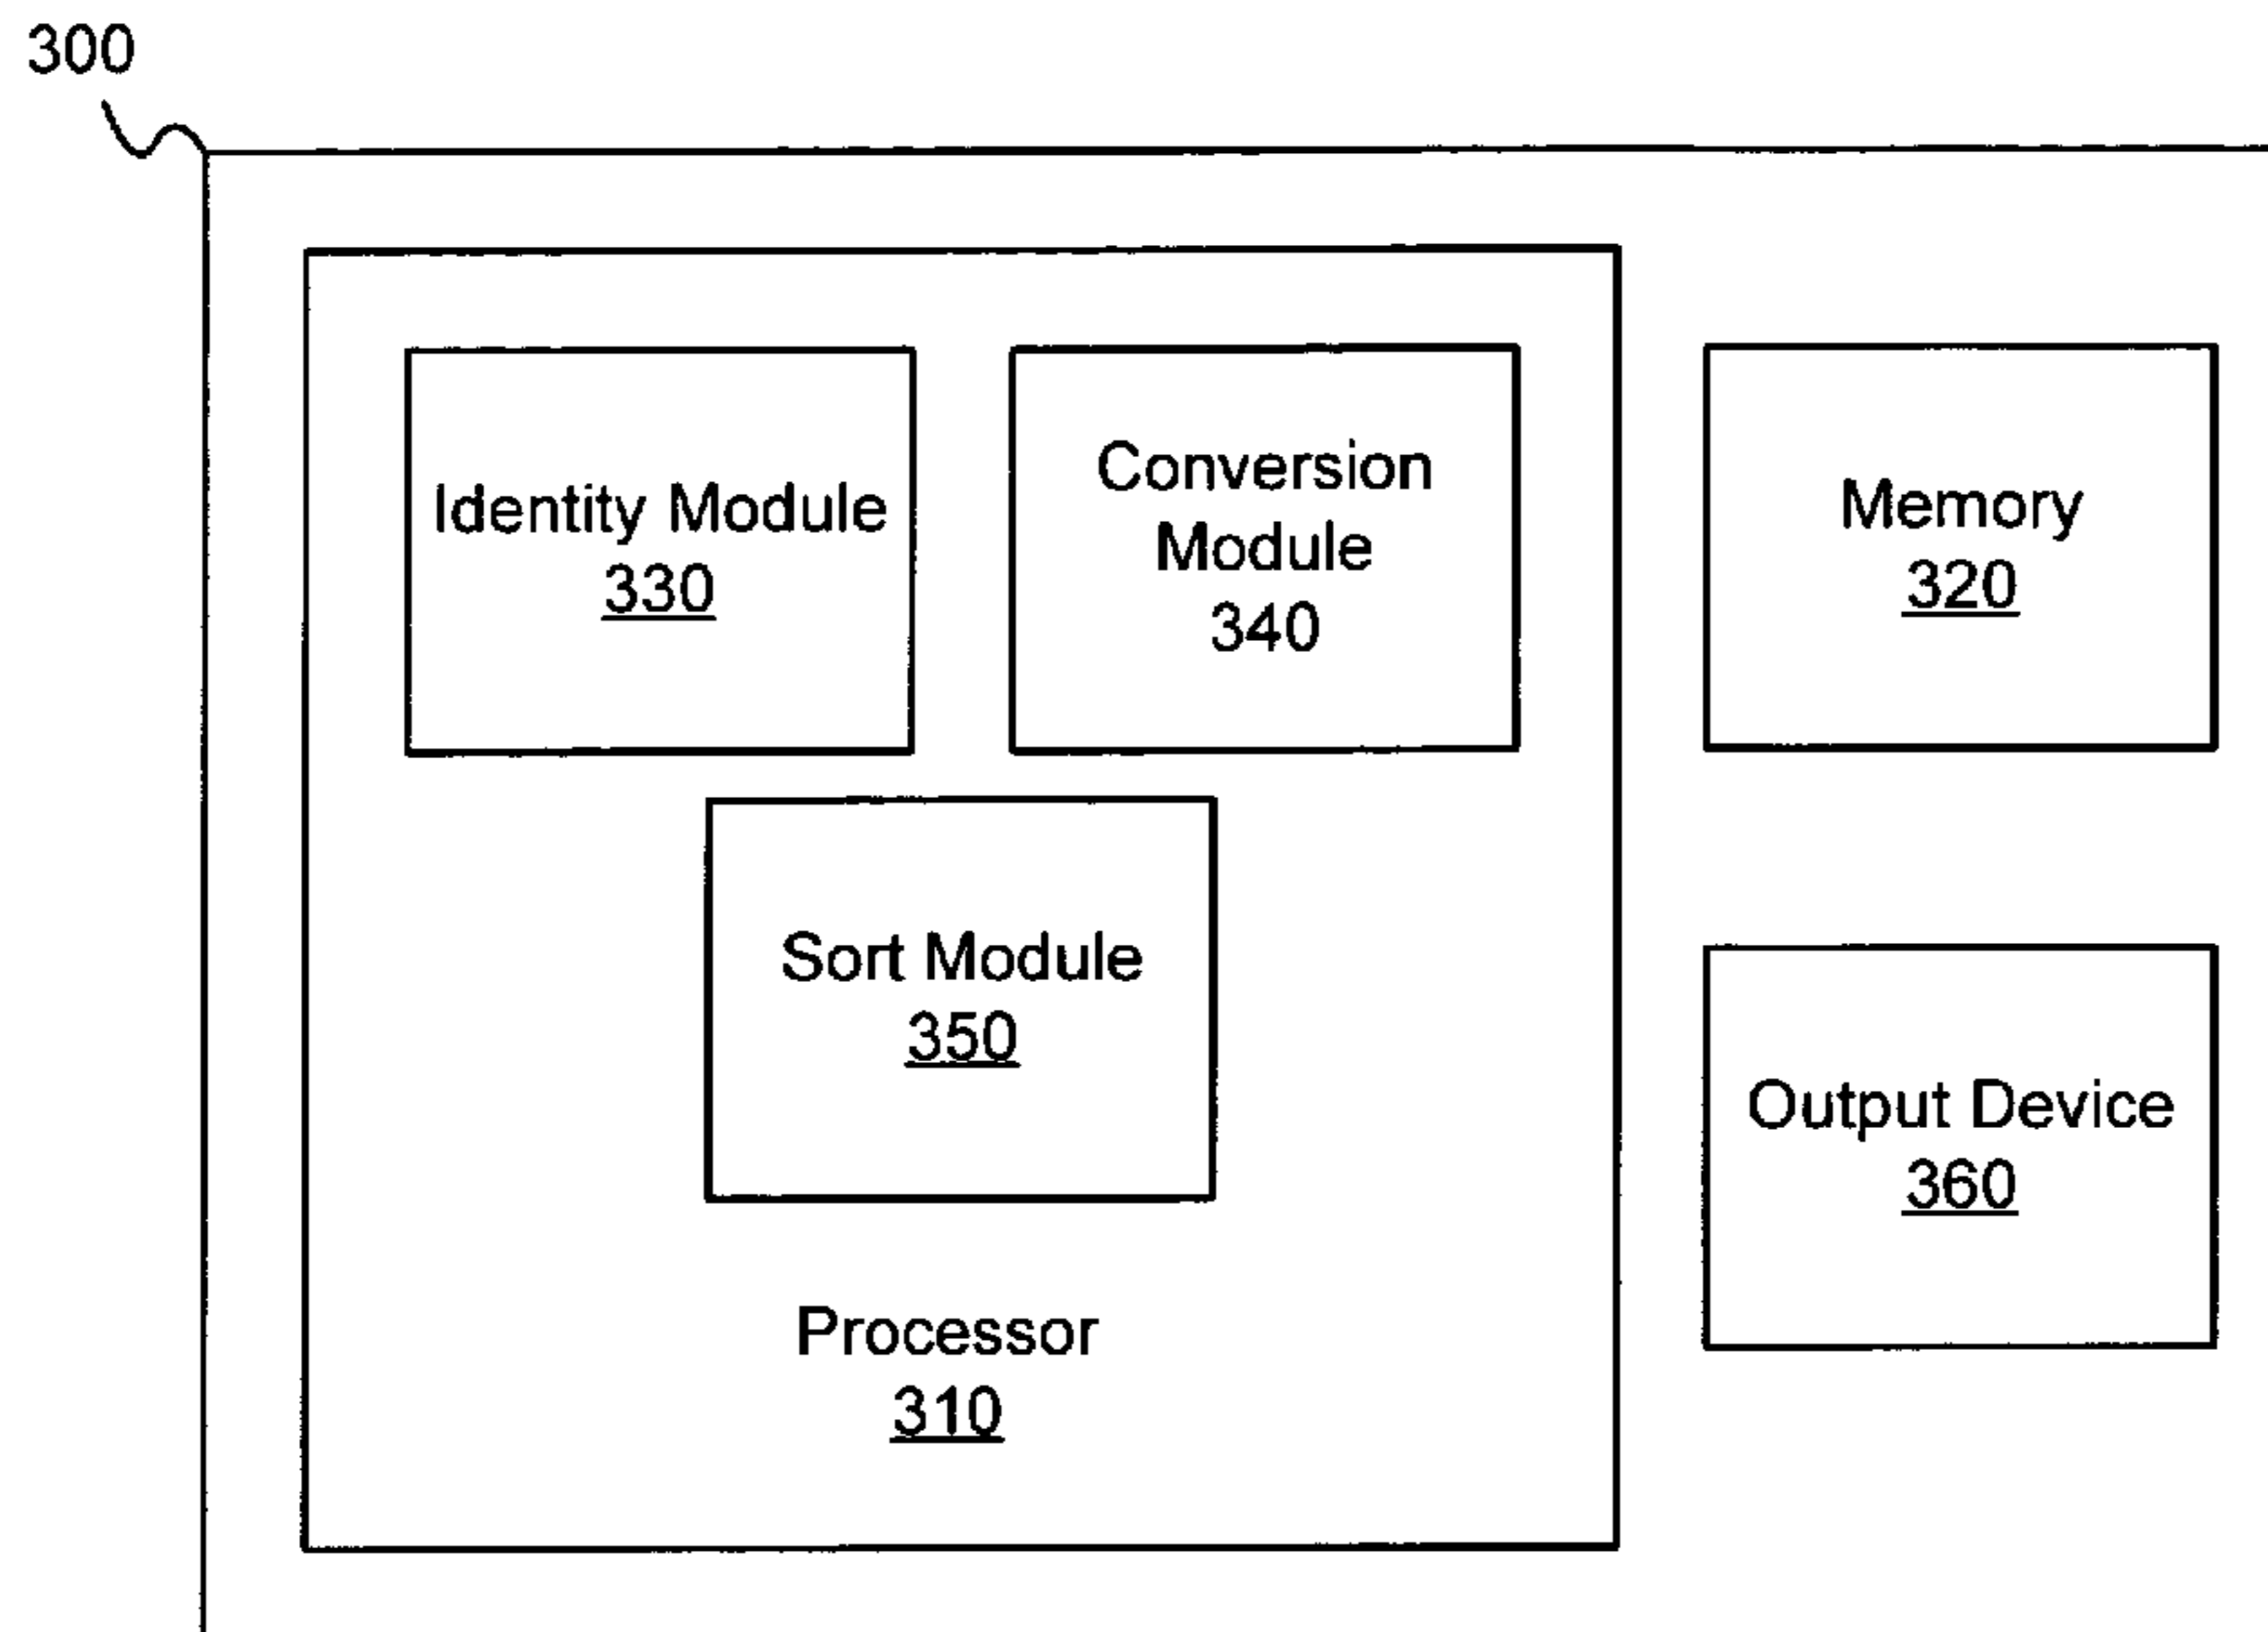 300
Identity Module
330
Conversion
Module
340
Memory
320
Sort Module
350
Output Device
360
Processor
310